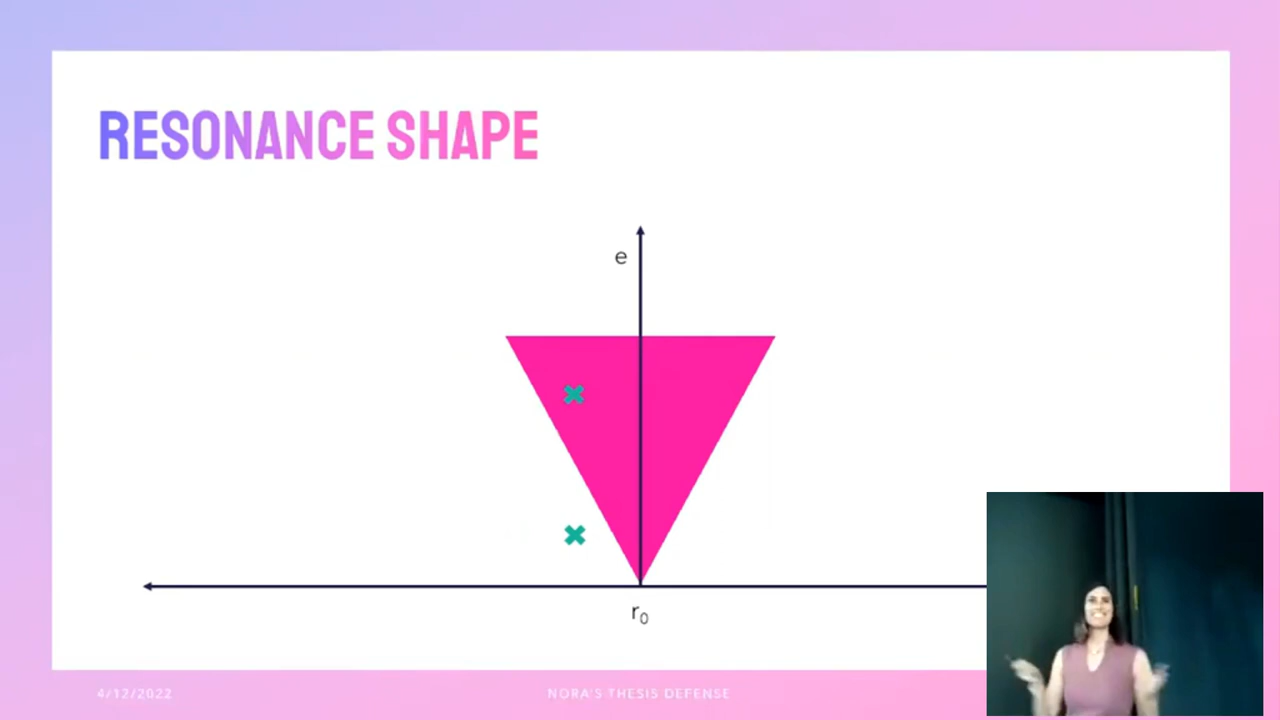 RESONANCE SHAPE
e
r₀
4/12/2022
NORA'S THESIS DEFENSE